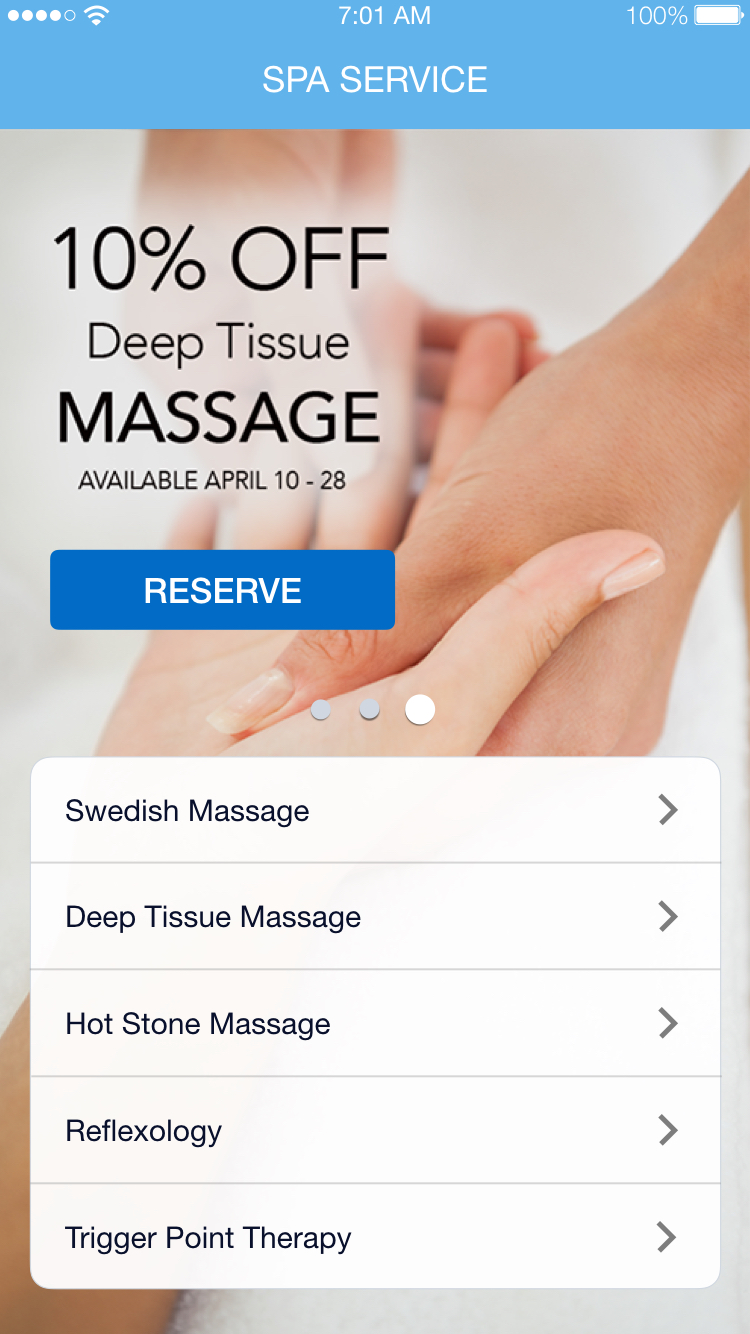 7:01 AM 100%
SPA SERVICE
10% OFF
Deep Tissue
MASSAGE
AVAILABLE APRIL 10 - 28
RESERVE
Swedish Massage
Deep Tissue Massage
Hot Stone Massage
Reflexology
Trigger Point Therapy